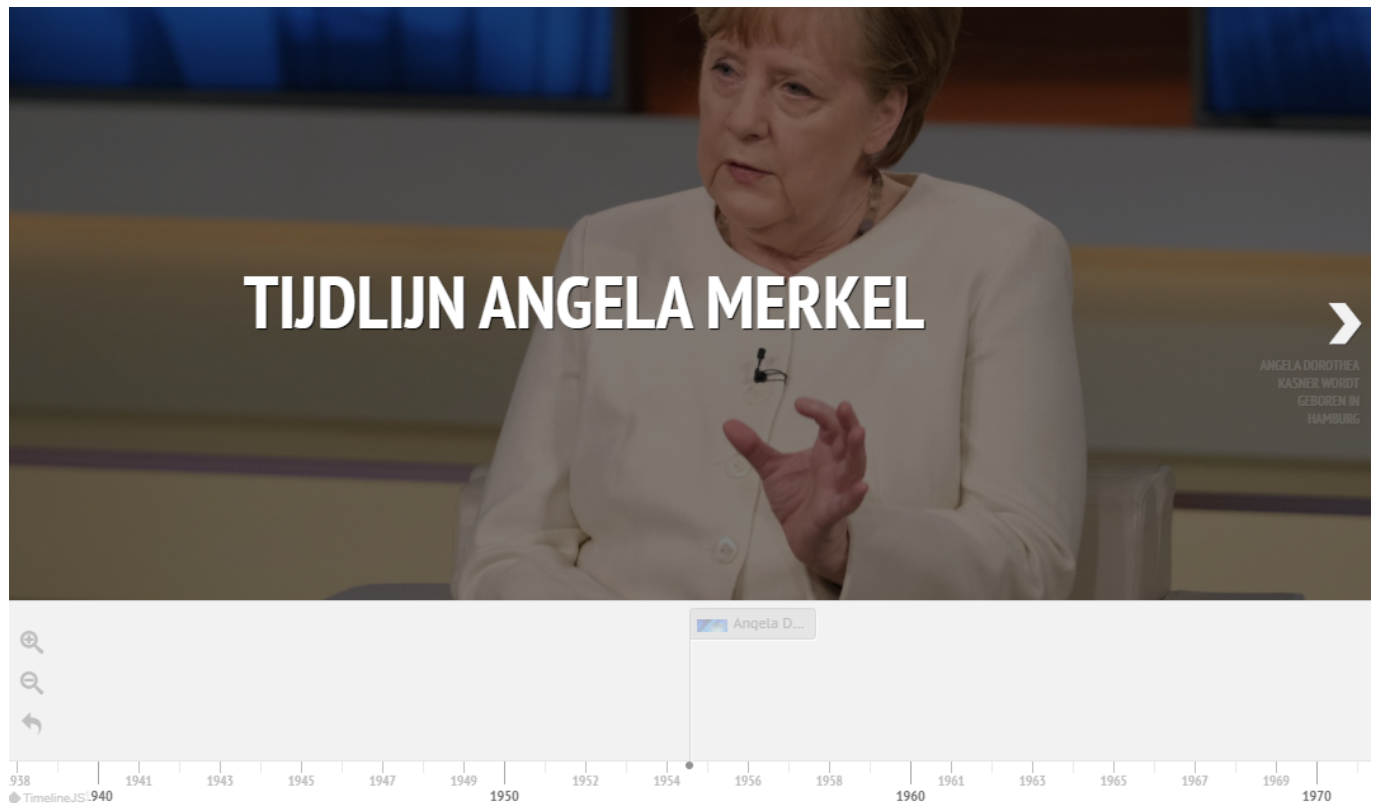 TIJDLIJN ANGELA MERKEL
ANGELA DOROTHEA
KASNER WORDT
GEBOREN IN
HAMBURG
Angela D...
938 1941 1943 1945 1947 1949 1952 1954 1956 1958 1961 1963 1965 1967 1969
TimelineJS 940 1950 1960 1970